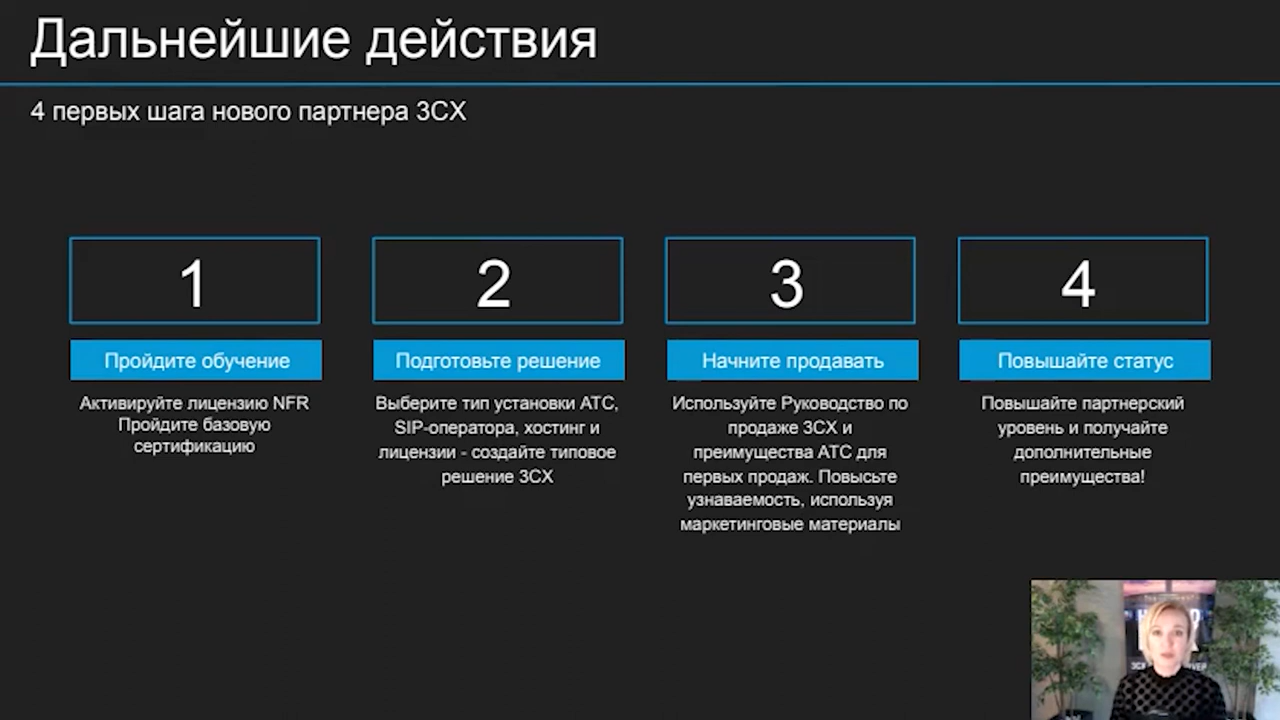 Дальнейшие действия
4 первых шага нового партнера 3CX
1
Пройдите обучение
Активируйте лицензию NFR
Пройдите базовую
сертификацию
2
Подготовьте решение
Выберите тип установки АТС,
SIP-оператора, хостинг и
лицензии - создайте типовое
решение 3CX
3
Начните продавать
Используйте Руководство по
продаже 3CX и
преимущества АТС для
первых продаж. Повысьте
узнаваемость, используя
маркетинговые материалы
4
Повышайте статус
Повышайте партнерский
уровень и получайте
дополнительные
преимущества!